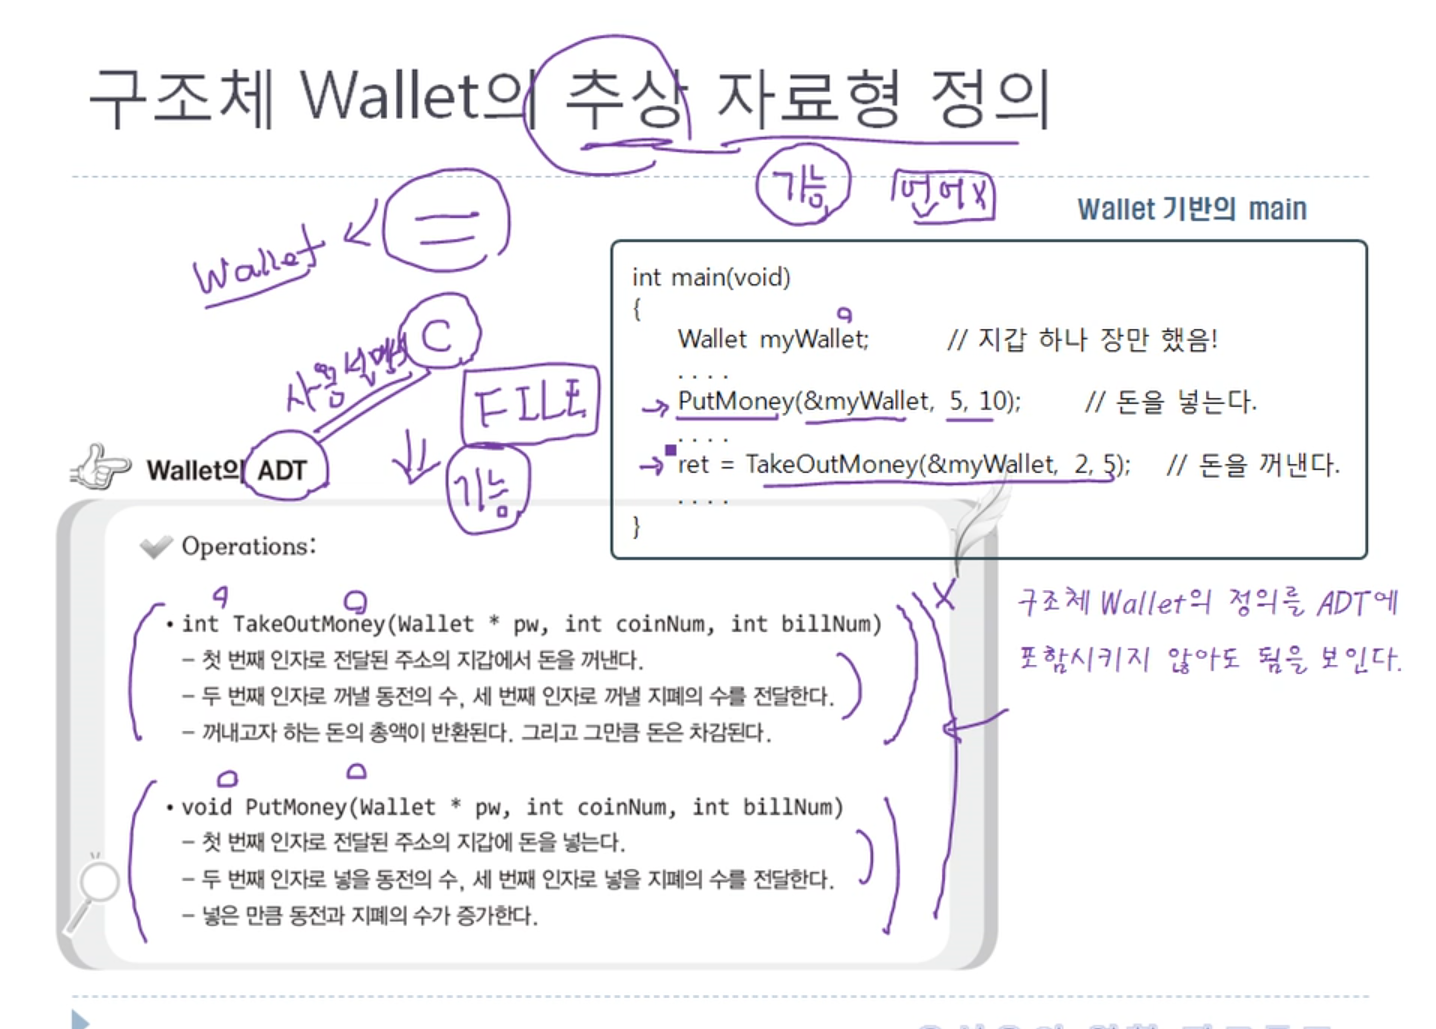 구조체 Wallet의 추상 자료형 정의
기능
언어X
Wallet 기반의 main
Wallet
C
사용 설명서
FILE
기능
int main(void)
{
Wallet myWallet; // 지갑 하나 장만 했음!
. . . .
PutMoney(&myWallet, 5, 10); // 돈을 넣는다.
. . . .
ret = TakeOutMoney(&myWallet, 2, 5); // 돈을 꺼낸다.
. . . .
}
Wallet의 ADT
Operations:
• int TakeOutMoney(Wallet * pw, int coinNum, int billNum)
– 첫 번째 인자로 전달된 주소의 지갑에서 돈을 꺼낸다.
– 두 번째 인자로 꺼낼 동전의 수, 세 번째 인자로 꺼낼 지폐의 수를 전달한다.
– 꺼내고자 하는 돈의 총액이 반환된다. 그리고 그만큼 돈은 차감된다.
• void PutMoney(Wallet * pw, int coinNum, int billNum)
– 첫 번째 인자로 전달된 주소의 지갑에 돈을 넣는다.
– 두 번째 인자로 넣을 동전의 수, 세 번째 인자로 넣을 지폐의 수를 전달한다.
– 넣은 만큼 동전과 지폐의 수가 증가한다.
구조체 Wallet의 정의를 ADT에
포함시키지 않아도 됨을 보인다.